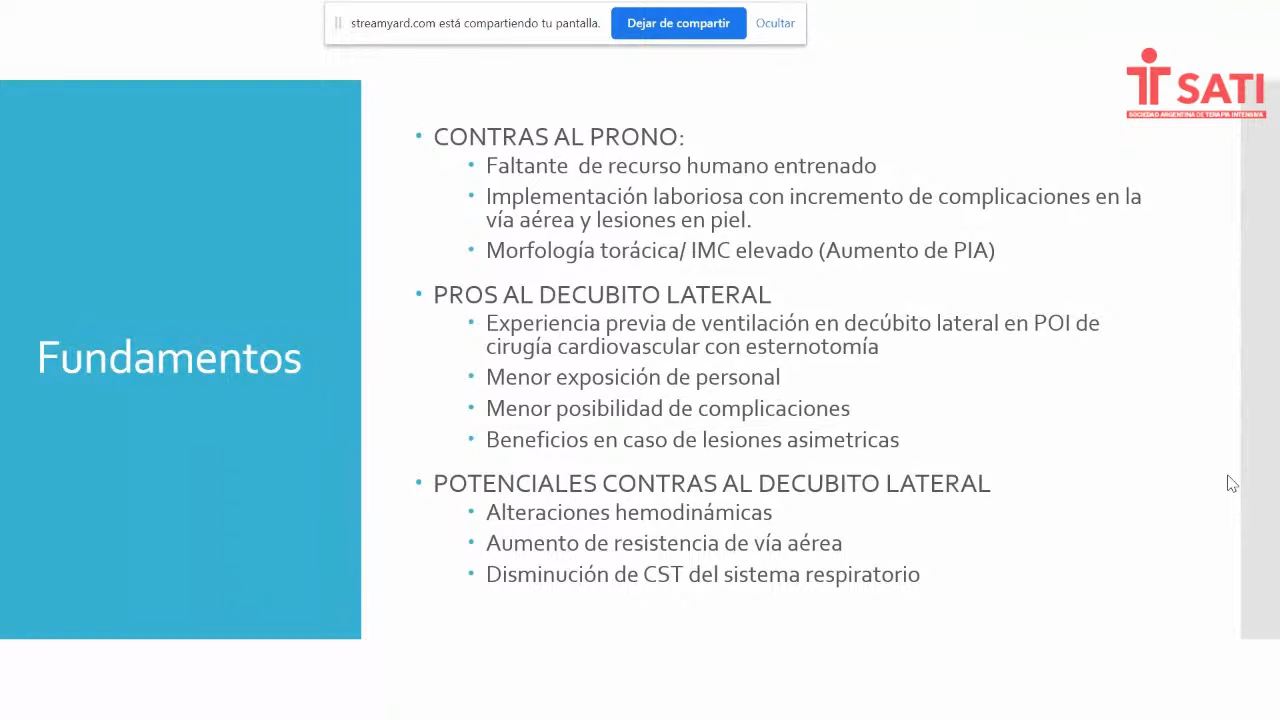 streamyard.com está compartiendo tu pantalla.
Dejar de compartir
Ocultar
SATI
SOCIEDAD ARGENTINA DE TERAPIA INTENSIVA
Fundamentos
• CONTRAS AL PRONO:
• Faltante de recurso humano entrenado
• Implementación laboriosa con incremento de complicaciones en la
vía aérea y lesiones en piel.
• Morfología torácica/ IMC elevado (Aumento de PIA)
• PROS AL DECUBITO LATERAL
• Experiencia previa de ventilación en decúbito lateral en POI de
cirugía cardiovascular con esternotomía
• Menor exposición de personal
• Menor posibilidad de complicaciones
• Beneficios en caso de lesiones asimetricas
• POTENCIALES CONTRAS AL DECUBITO LATERAL
• Alteraciones hemodinámicas
• Aumento de resistencia de vía aérea
• Disminución de CST del sistema respiratorio